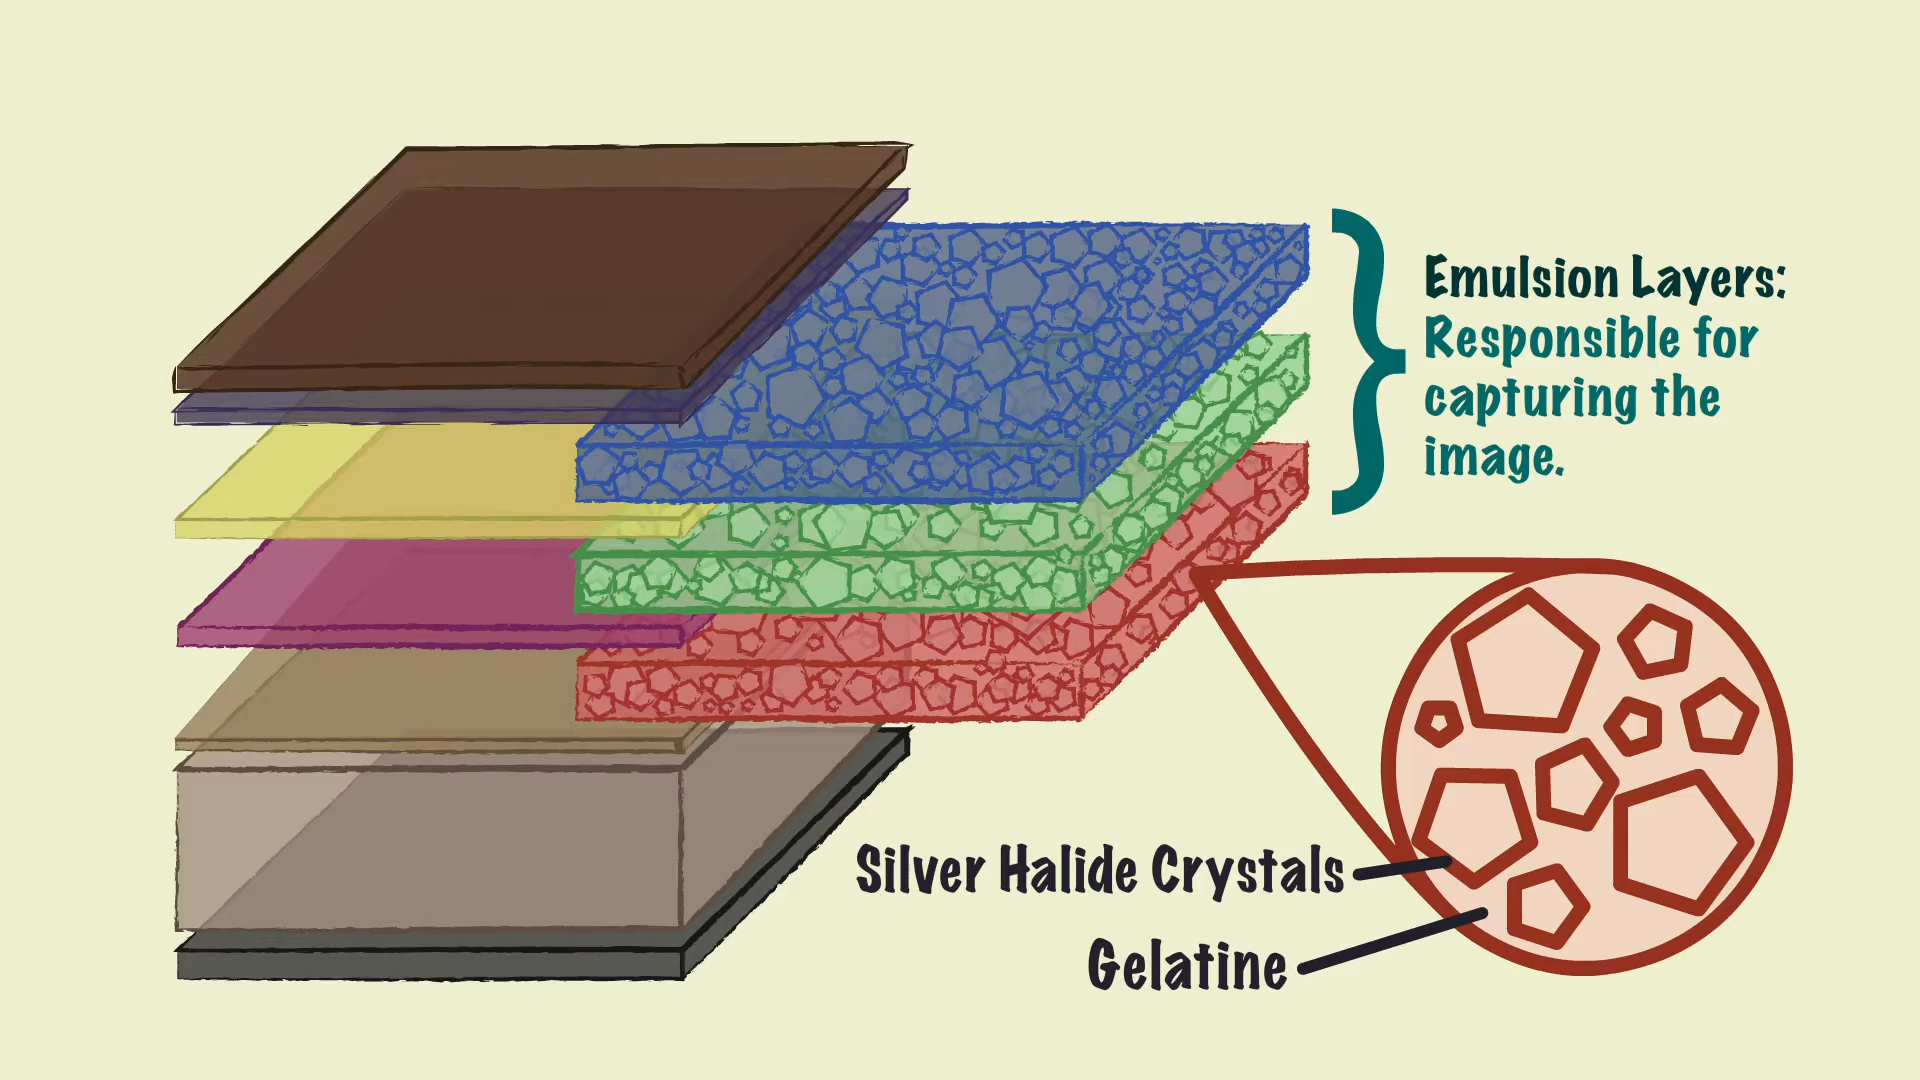 Emulsion Layers:
Responsible for
capturing the
image.
Silver Halide Crystals
Gelatine